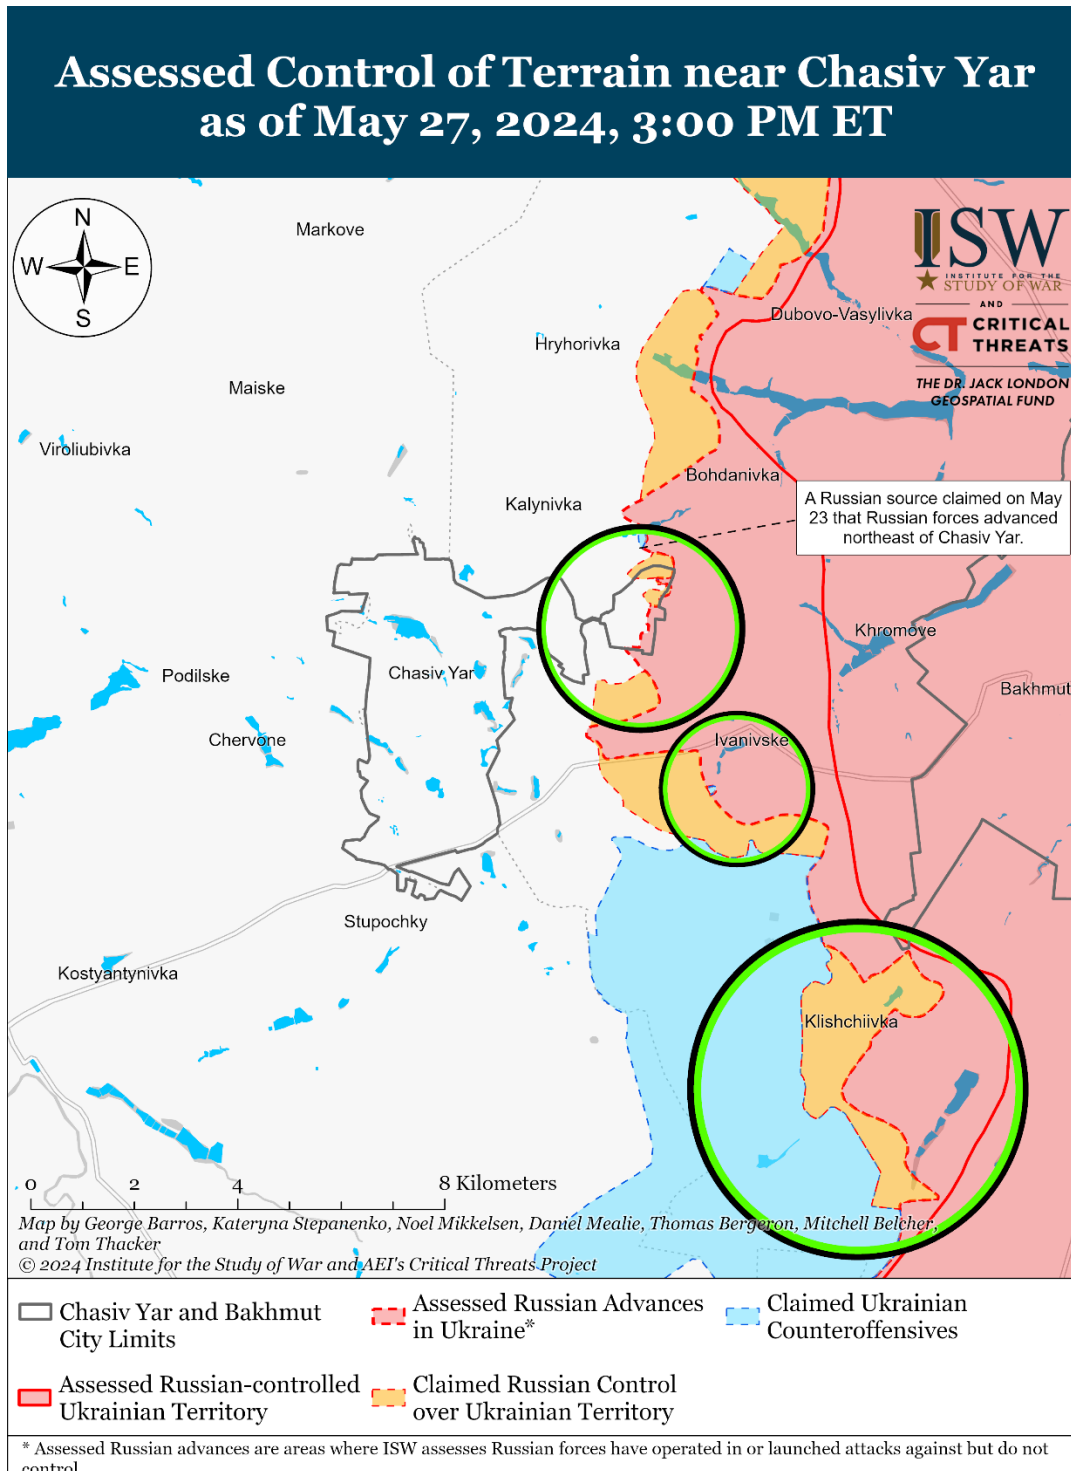 Assessed Control of Terrain near Chasiv Yar
as of May 27, 2024, 3:00 PM ET
N
W
E
S
Markove
ISW
INSTITUTE FOR THE
STUDY OF WAR
AND
CT CRITICAL
THREATS
THE DR. JACK LONDON
GEOSPATIAL FUND
Dubovo-Vasylivka
Hryhorivka
Maiske
Viroliubivka
Bohdanivka
Kalynivka
A Russian source claimed on May
23 that Russian forces advanced
northeast of Chasiv Yar.
Khromove
Chasiv Yar
Podilske
Bakhmut
Chervone
Ivanivske
Stupochky
Kostyantynivka
Klishchiivka
0 2 4 8 Kilometers
Map by George Barros, Kateryna Stepanenko, Noel Mikkelsen, Daniel Mealie, Thomas Bergeron, Mitchell Belcher,
and Tom Thacker
© 2024 Institute for the Study of War and AEI's Critical Threats Project
Chasiv Yar and Bakhmut
City Limits
Assessed Russian Advances
in Ukraine*
Claimed Ukrainian
Counteroffensives
Assessed Russian-controlled
Ukrainian Territory
Claimed Russian Control
over Ukrainian Territory
* Assessed Russian advances are areas where ISW assesses Russian forces have operated in or launched attacks against but do not
control.